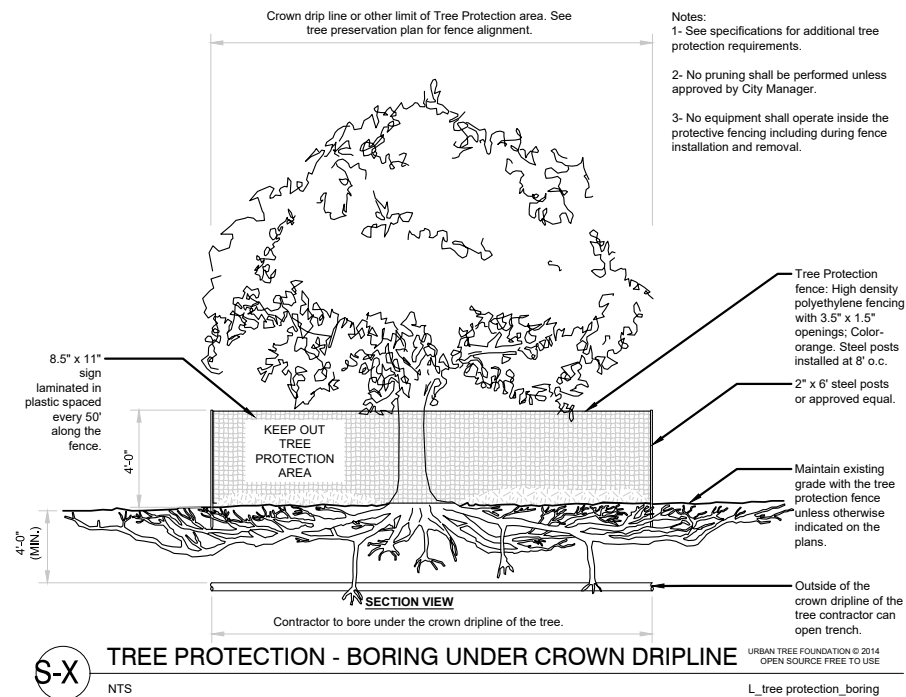 Crown drip line or other limit of Tree Protection area. See
tree preservation plan for fence alignment.
Notes:
1- See specifications for additional tree
protection requirements.
2- No pruning shall be performed unless
approved by City Manager.
3- No equipment shall operate inside the
protective fencing including during fence
installation and removal.
Tree Protection
fence: High density
polyethylene fencing
with 3.5" x 1.5"
openings; Color-
orange. Steel posts
installed at 8' o.c.
2" x 6' steel posts
or approved equal.
8.5" x 11"
sign
laminated in
plastic spaced
every 50'
along the
fence.
4'-0"
KEEP OUT
TREE
PROTECTION
AREA
Maintain existing
grade with the tree
protection fence
unless otherwise
indicated on the
plans.
4'-0"
(MIN.)
Outside of the
crown dripline of the
tree contractor can
open trench.
SECTION VIEW
Contractor to bore under the crown dripline of the tree.
S-X
TREE PROTECTION - BORING UNDER CROWN DRIPLINE
URBAN TREE FOUNDATION © 2014
OPEN SOURCE FREE TO USE
NTS
L_tree protection_boring